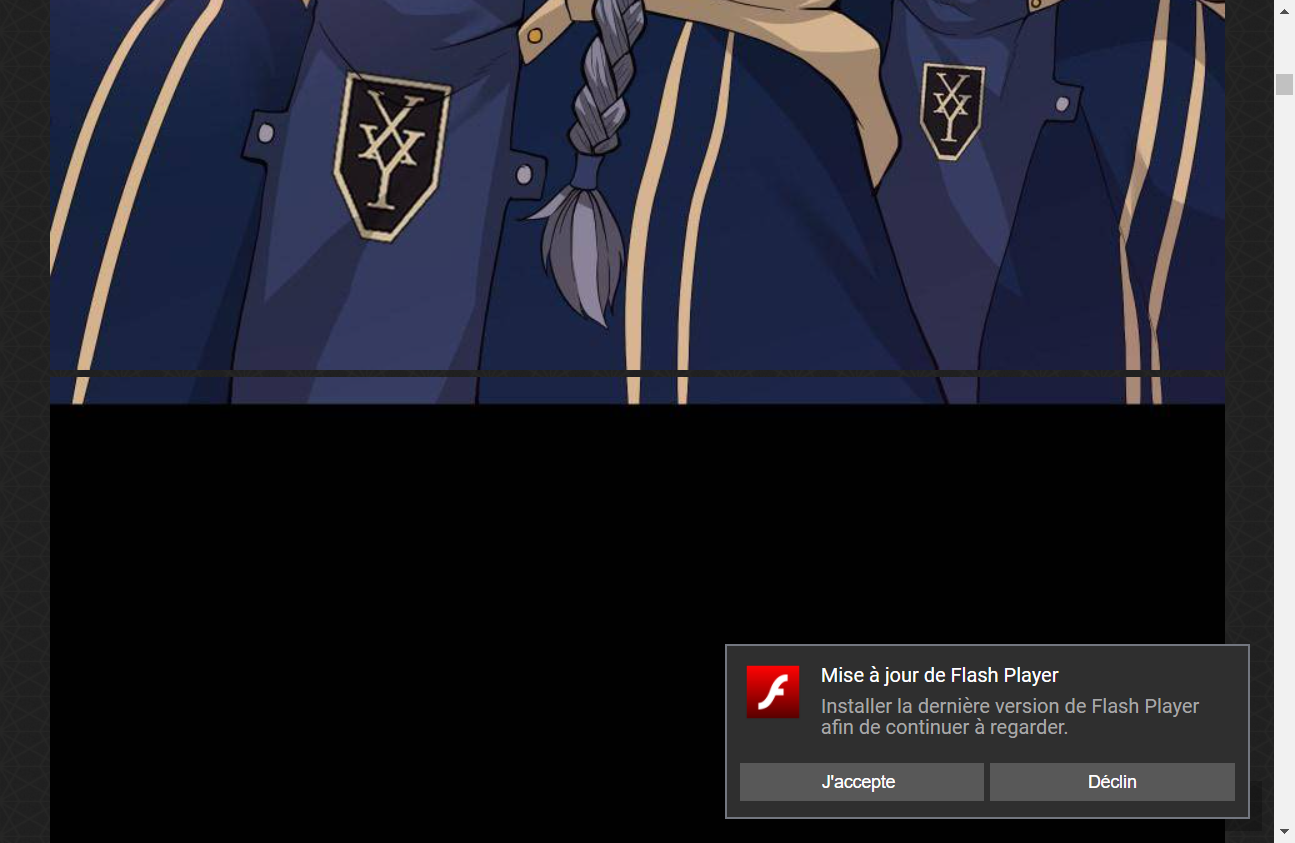 Mise à jour de Flash Player
Installer la dernière version de Flash Player
afin de continuer à regarder.
J'accepte
Déclin